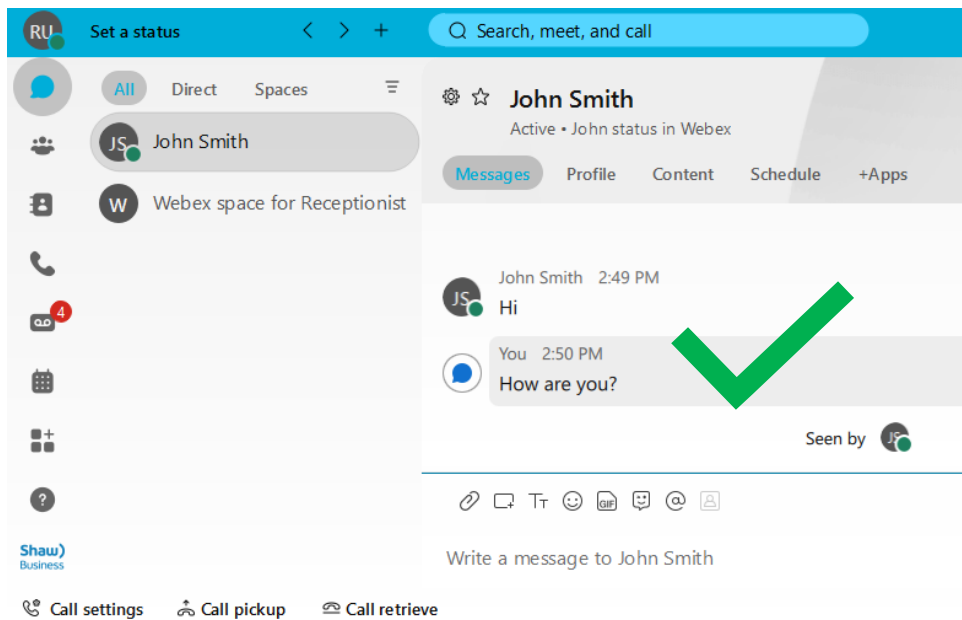 RU Set a status Search, meet, and call
All Direct Spaces
JS John Smith
W Webex space for Receptionist
4
?
Shaw)
Business
John Smith
Active • John status in Webex
Messages Profile Content Schedule +Apps
John Smith 2:49 PM
JS Hi
You 2:50 PM
How are you?
Seen by JS
TT GIF @
Write a message to John Smith
Call settings Call pickup Call retrieve